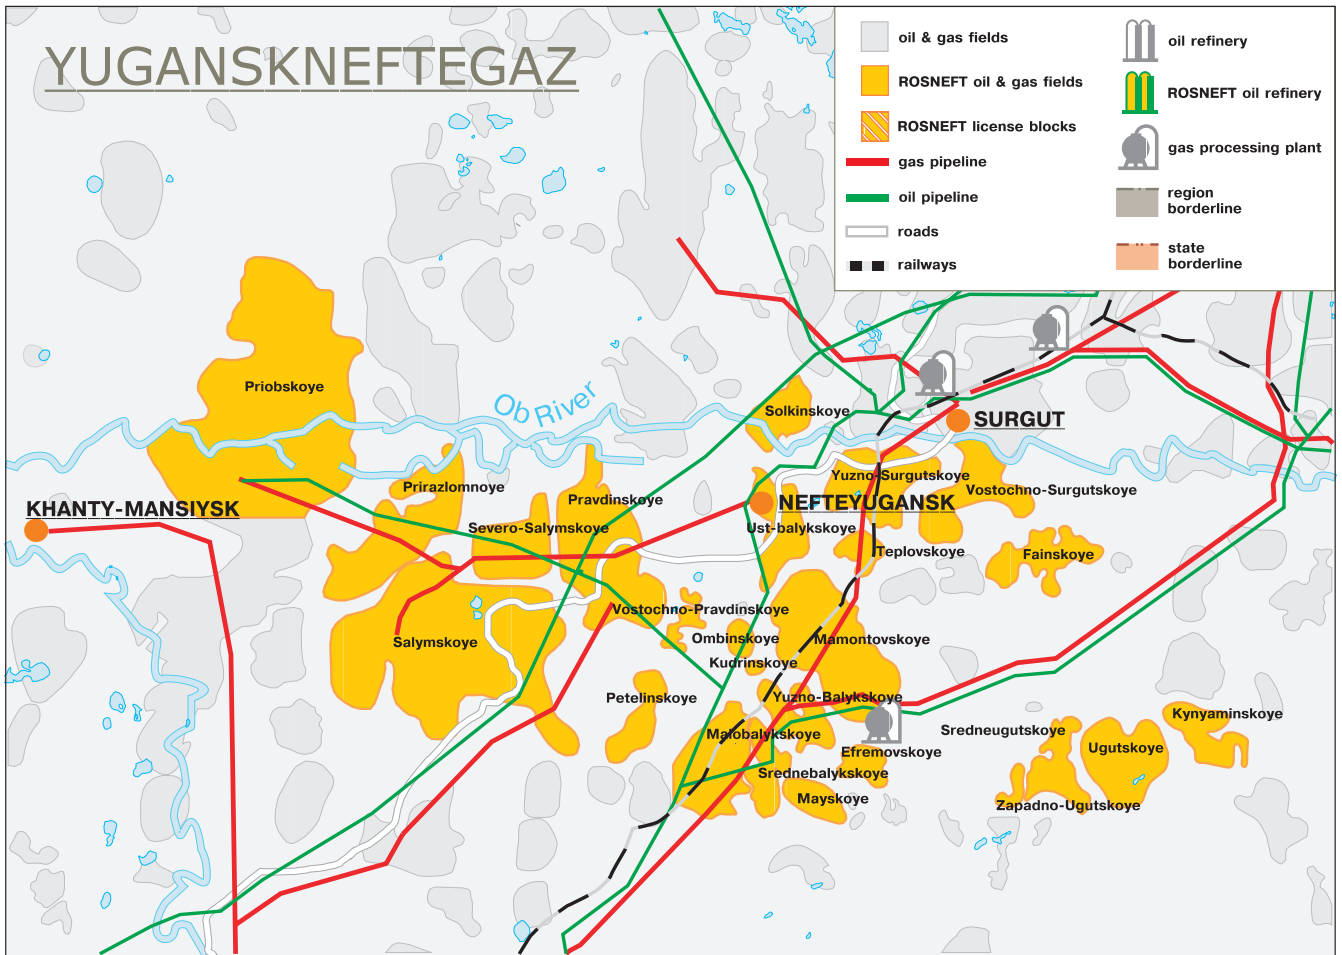 YUGANSKNEFTEGAZ
oil & gas fields
ROSNEFT oil & gas fields
ROSNEFT license blocks
gas pipeline
oil pipeline
roads
railways
oil refinery
ROSNEFT oil refinery
gas processing plant
region
borderline
state
borderline
Priobskoye
Ob River
Solkinskoye
SURGUT
KHANTY-MANSIYSK
Prirazlomnoye
Pravdinskoye
Severo-Salymskoye
Yuzno-Surgutskoye
Vostochno-Surgutskoye
NEFTEYUGANSK
Ust-balykskoye
Teplovskoye
Fainskoye
Vostochno-Pravdinskoye
Salymskoye
Ombinskoye
Mamontovskoye
Kudrinskoye
Petelinskoye
Yuzno-Balykskoye
Malobalykskoye
Efremovskoye
Sredneugutskoye
Kynyaminskoye
Ugutskoye
Srednebalykskoye
Mayskoye
Zapadno-Ugutskoye